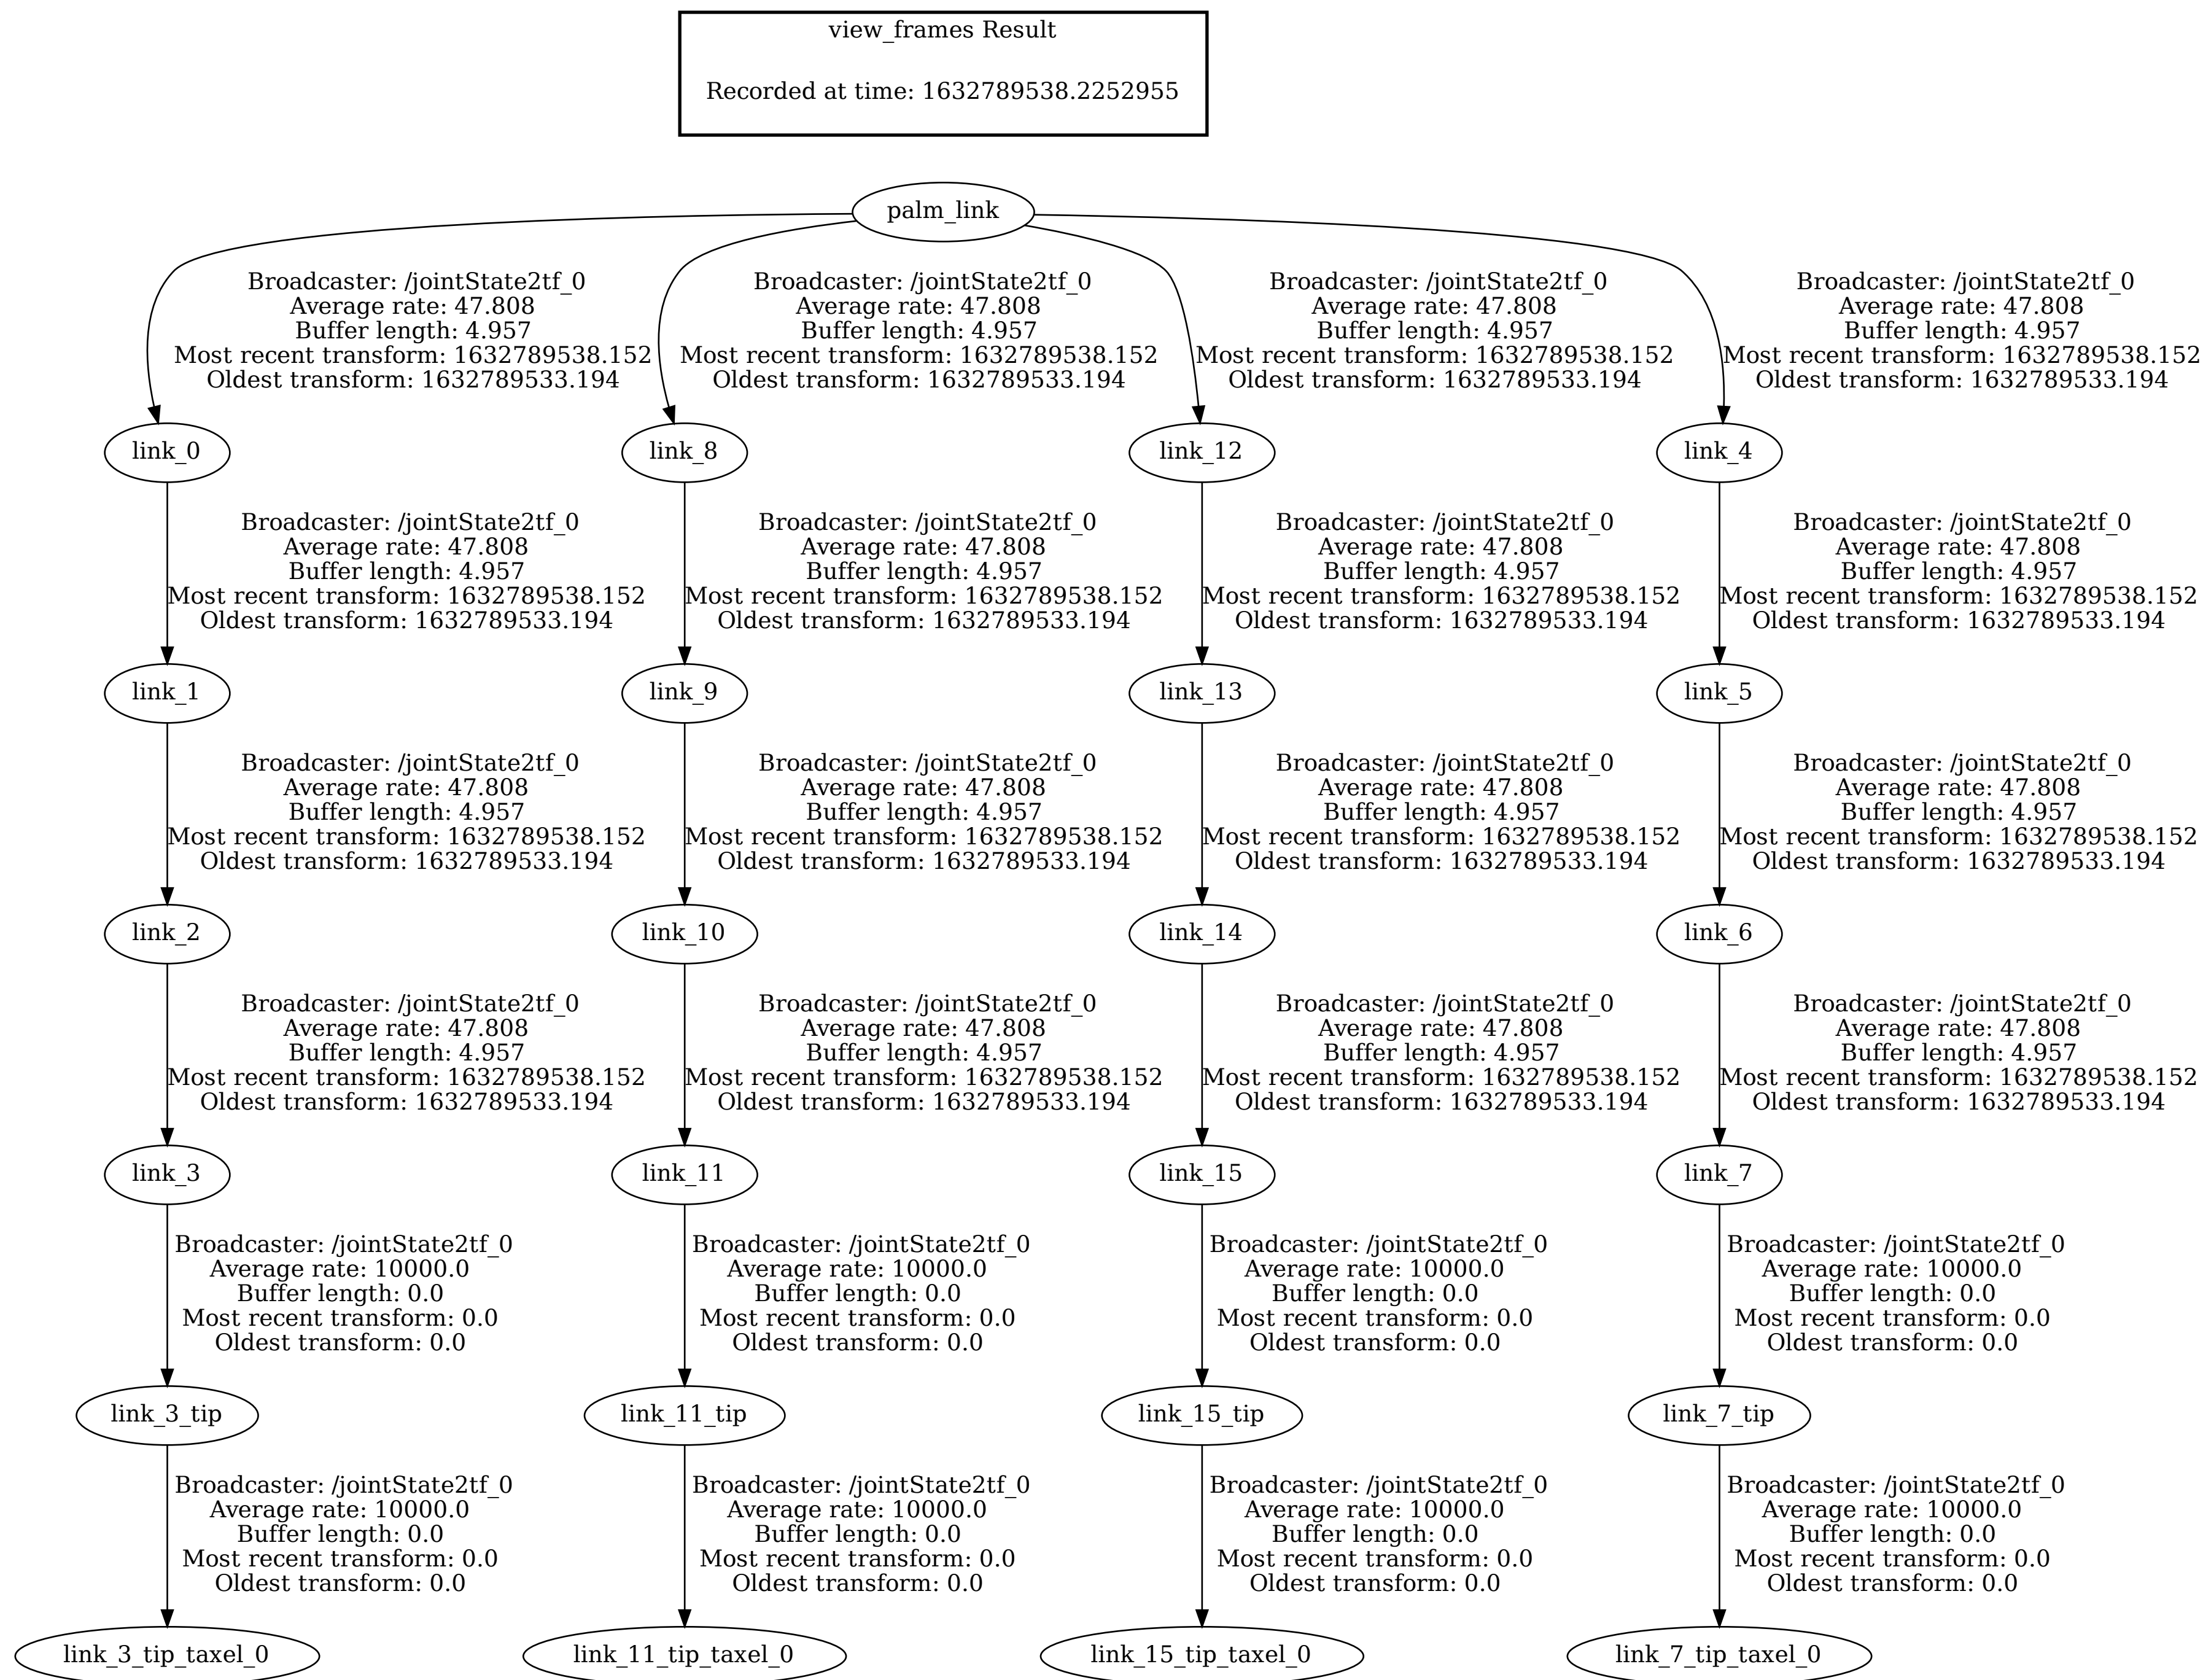 view_frames Result
Recorded at time: 1632789538.2252955
palm_link
Broadcaster: /jointState2tf_0
Average rate: 47.808
Buffer length: 4.957
Most recent transform: 1632789538.152
Oldest transform: 1632789533.194
Broadcaster: /jointState2tf_0
Average rate: 47.808
Buffer length: 4.957
Most recent transform: 1632789538.152
Oldest transform: 1632789533.194
Broadcaster: /jointState2tf_0
Average rate: 47.808
Buffer length: 4.957
Most recent transform: 1632789538.152
Oldest transform: 1632789533.194
Broadcaster: /jointState2tf_0
Average rate: 47.808
Buffer length: 4.957
Most recent transform: 1632789538.152
Oldest transform: 1632789533.194
link_0
link_8
link_12
link_4
Broadcaster: /jointState2tf_0
Average rate: 47.808
Buffer length: 4.957
Most recent transform: 1632789538.152
Oldest transform: 1632789533.194
Broadcaster: /jointState2tf_0
Average rate: 47.808
Buffer length: 4.957
Most recent transform: 1632789538.152
Oldest transform: 1632789533.194
Broadcaster: /jointState2tf_0
Average rate: 47.808
Buffer length: 4.957
Most recent transform: 1632789538.152
Oldest transform: 1632789533.194
Broadcaster: /jointState2tf_0
Average rate: 47.808
Buffer length: 4.957
Most recent transform: 1632789538.152
Oldest transform: 1632789533.194
link_1
link_9
link_13
link_5
Broadcaster: /jointState2tf_0
Average rate: 47.808
Buffer length: 4.957
Most recent transform: 1632789538.152
Oldest transform: 1632789533.194
Broadcaster: /jointState2tf_0
Average rate: 47.808
Buffer length: 4.957
Most recent transform: 1632789538.152
Oldest transform: 1632789533.194
Broadcaster: /jointState2tf_0
Average rate: 47.808
Buffer length: 4.957
Most recent transform: 1632789538.152
Oldest transform: 1632789533.194
Broadcaster: /jointState2tf_0
Average rate: 47.808
Buffer length: 4.957
Most recent transform: 1632789538.152
Oldest transform: 1632789533.194
link_2
link_10
link_14
link_6
Broadcaster: /jointState2tf_0
Average rate: 47.808
Buffer length: 4.957
Most recent transform: 1632789538.152
Oldest transform: 1632789533.194
Broadcaster: /jointState2tf_0
Average rate: 47.808
Buffer length: 4.957
Most recent transform: 1632789538.152
Oldest transform: 1632789533.194
Broadcaster: /jointState2tf_0
Average rate: 47.808
Buffer length: 4.957
Most recent transform: 1632789538.152
Oldest transform: 1632789533.194
Broadcaster: /jointState2tf_0
Average rate: 47.808
Buffer length: 4.957
Most recent transform: 1632789538.152
Oldest transform: 1632789533.194
link_3
link_11
link_15
link_7
Broadcaster: /jointState2tf_0
Average rate: 10000.0
Buffer length: 0.0
Most recent transform: 0.0
Oldest transform: 0.0
Broadcaster: /jointState2tf_0
Average rate: 10000.0
Buffer length: 0.0
Most recent transform: 0.0
Oldest transform: 0.0
Broadcaster: /jointState2tf_0
Average rate: 10000.0
Buffer length: 0.0
Most recent transform: 0.0
Oldest transform: 0.0
Broadcaster: /jointState2tf_0
Average rate: 10000.0
Buffer length: 0.0
Most recent transform: 0.0
Oldest transform: 0.0
link_3_tip
link_11_tip
link_15_tip
link_7_tip
Broadcaster: /jointState2tf_0
Average rate: 10000.0
Buffer length: 0.0
Most recent transform: 0.0
Oldest transform: 0.0
Broadcaster: /jointState2tf_0
Average rate: 10000.0
Buffer length: 0.0
Most recent transform: 0.0
Oldest transform: 0.0
Broadcaster: /jointState2tf_0
Average rate: 10000.0
Buffer length: 0.0
Most recent transform: 0.0
Oldest transform: 0.0
Broadcaster: /jointState2tf_0
Average rate: 10000.0
Buffer length: 0.0
Most recent transform: 0.0
Oldest transform: 0.0
link_3_tip_taxel_0
link_11_tip_taxel_0
link_15_tip_taxel_0
link_7_tip_taxel_0